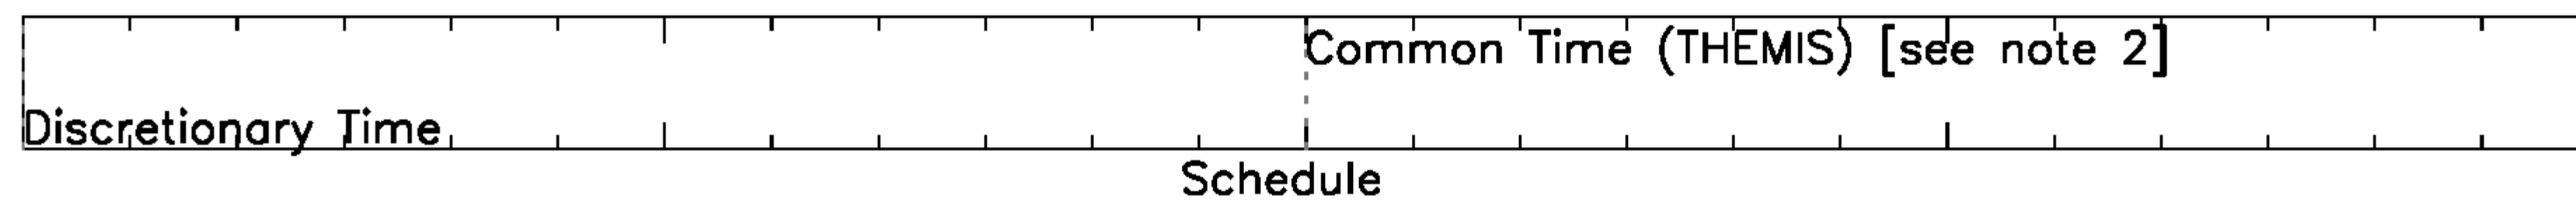 Common Time (THEMIS) [see note 2]
Discretionary Time
Schedule